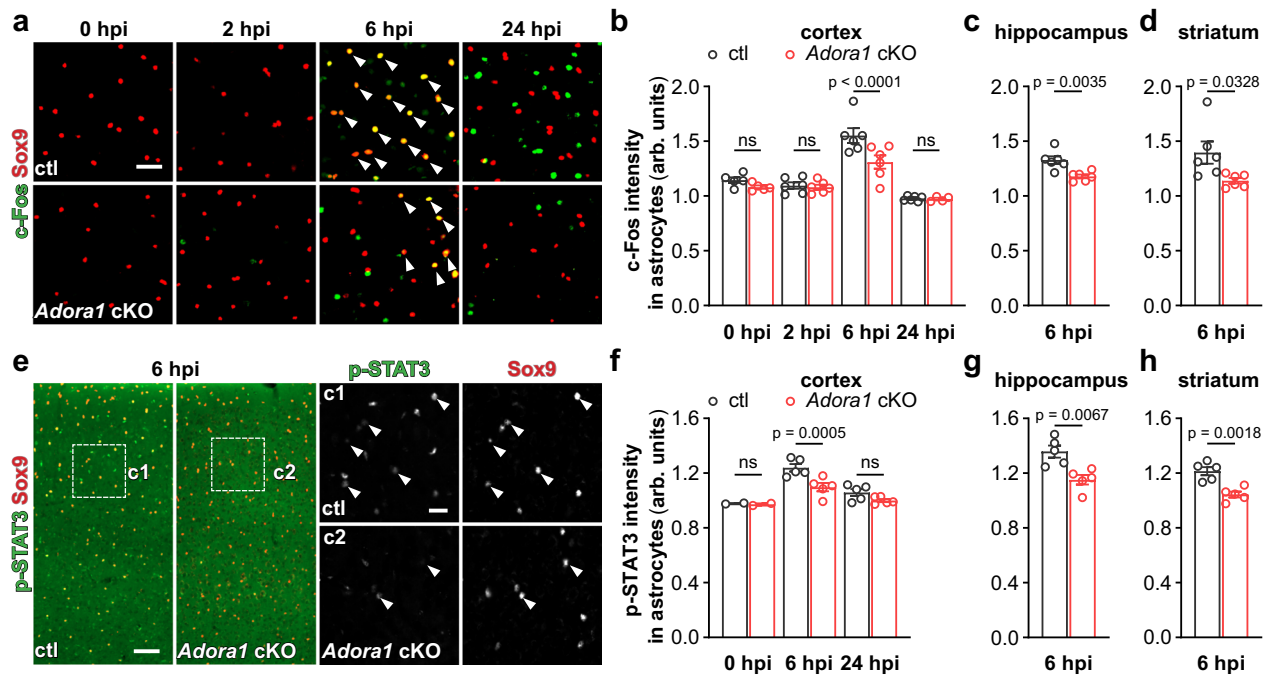 a
0 hpi
2 hpi
6 hpi
24 hpi
c-Fos Sox9
ctl
Adora1 cKO
b
cortex
ctl
Adora1 cKO
c-Fos intensity
in astrocytes (arb. units)
2.0
1.5
1.0
0.5
0.0
ns
ns
p < 0.0001
ns
0 hpi
2 hpi
6 hpi
24 hpi
c
hippocampus
p = 0.0035
2.0
1.5
1.0
0.5
0.0
6 hpi
d
striatum
p = 0.0328
2.0
1.5
1.0
0.5
0.0
6 hpi
e
6 hpi
p-STAT3
Sox9
p-STAT3 Sox9
c1
ctl
c2
Adora1 cKO
c1
ctl
c2
Adora1 cKO
f
cortex
ctl
Adora1 cKO
p-STAT3 intensity
in astrocytes (arb. units)
1.6
1.2
0.8
0.4
0.0
ns
p = 0.0005
ns
0 hpi
6 hpi
24 hpi
g
hippocampus
p = 0.0067
1.6
1.2
0.8
0.4
0.0
6 hpi
h
striatum
p = 0.0018
1.6
1.2
0.8
0.4
0.0
6 hpi